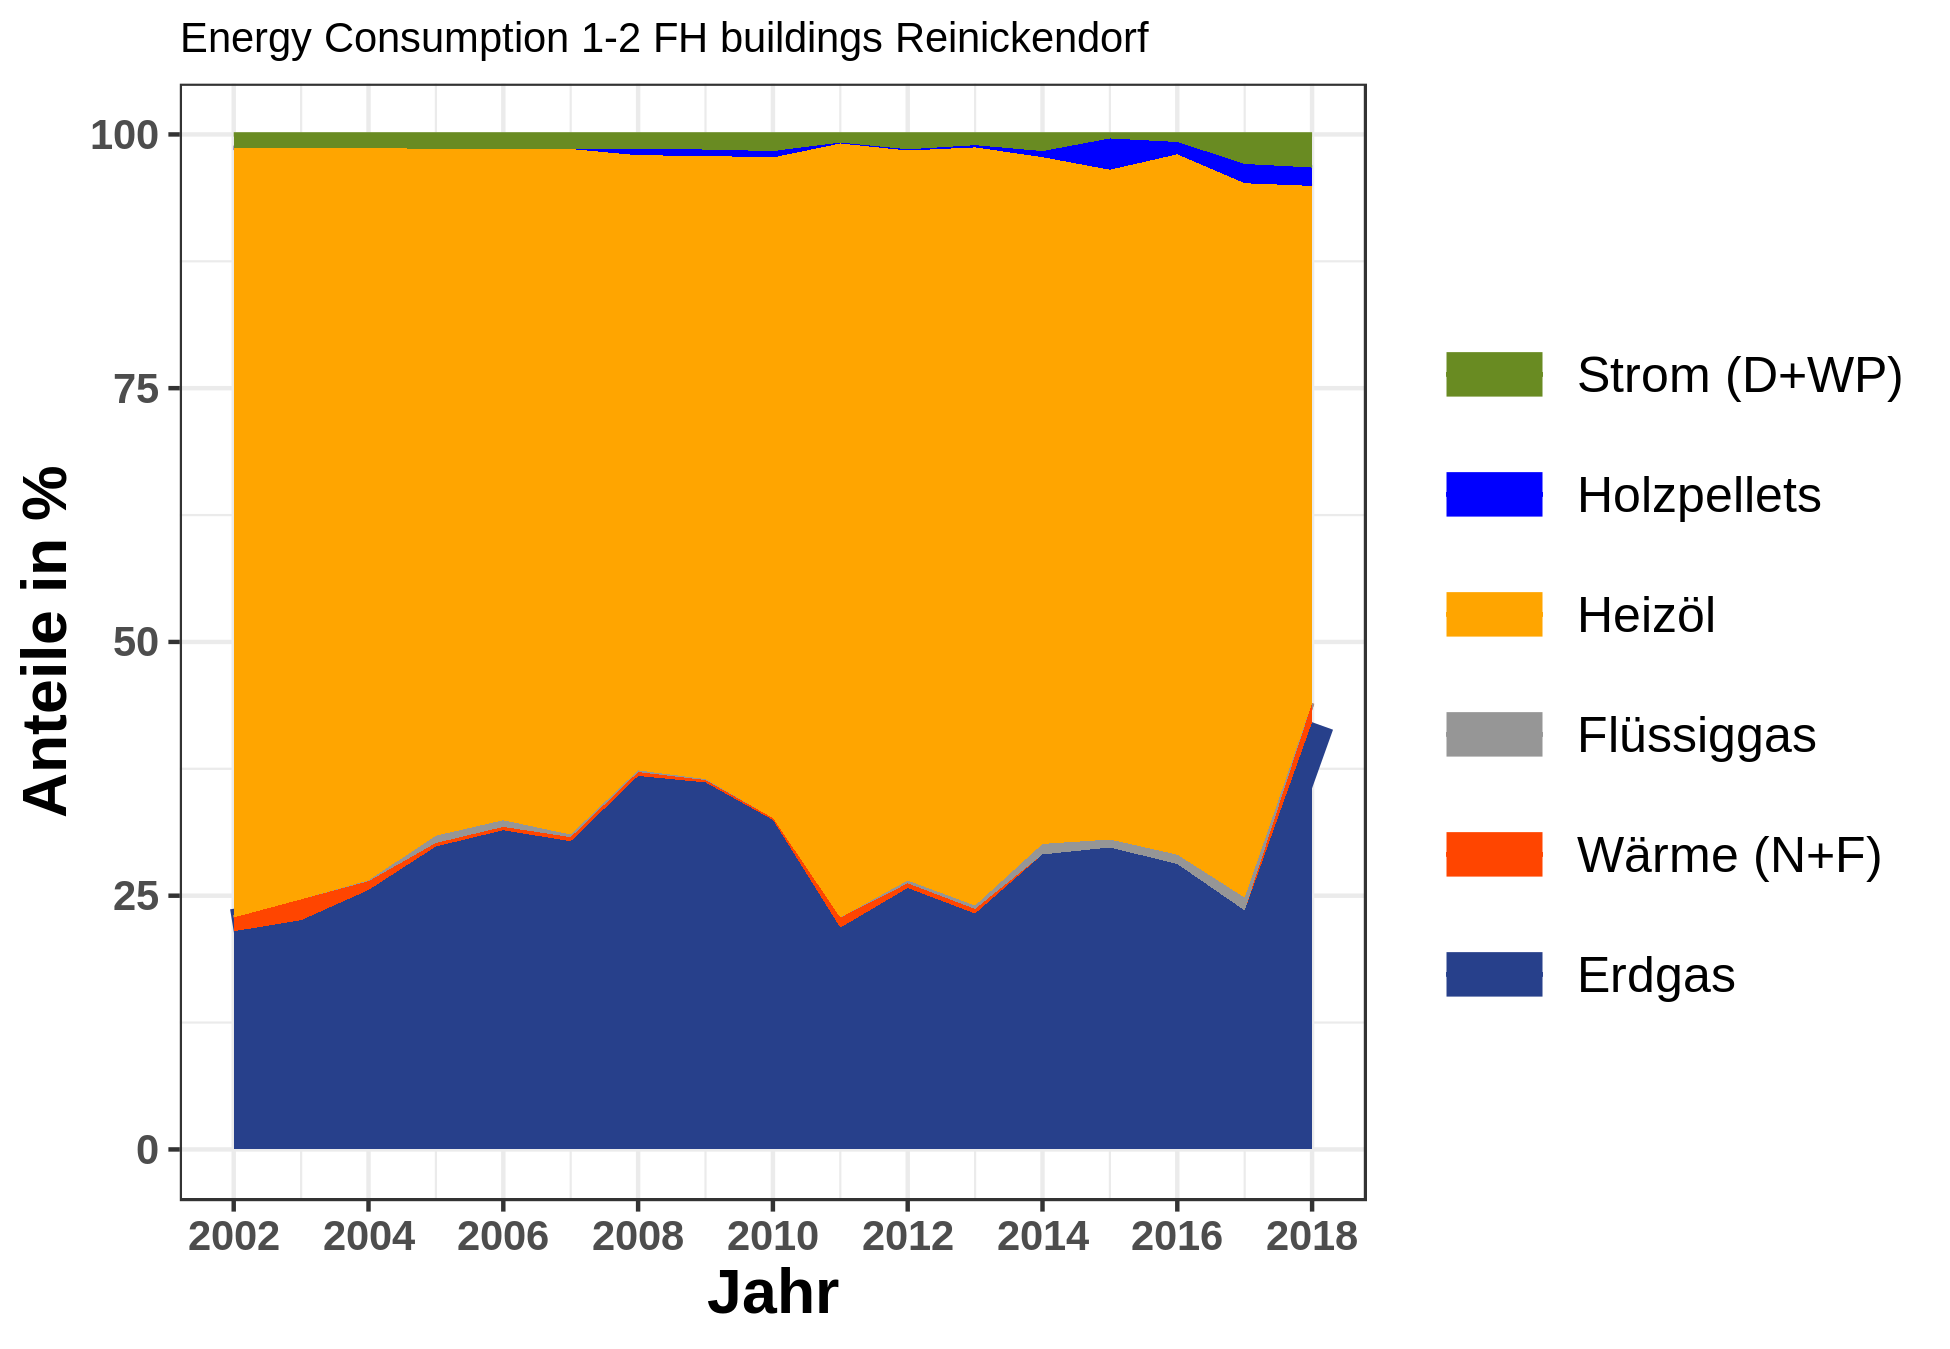 Energy Consumption 1-2 FH buildings Reinickendorf
Anteile in %
100
75
50
25
0
2002 2004 2006 2008 2010 2012 2014 2016 2018
Jahr
Strom (D+WP)
Holzpellets
Heizöl
Flüssiggas
Wärme (N+F)
Erdgas